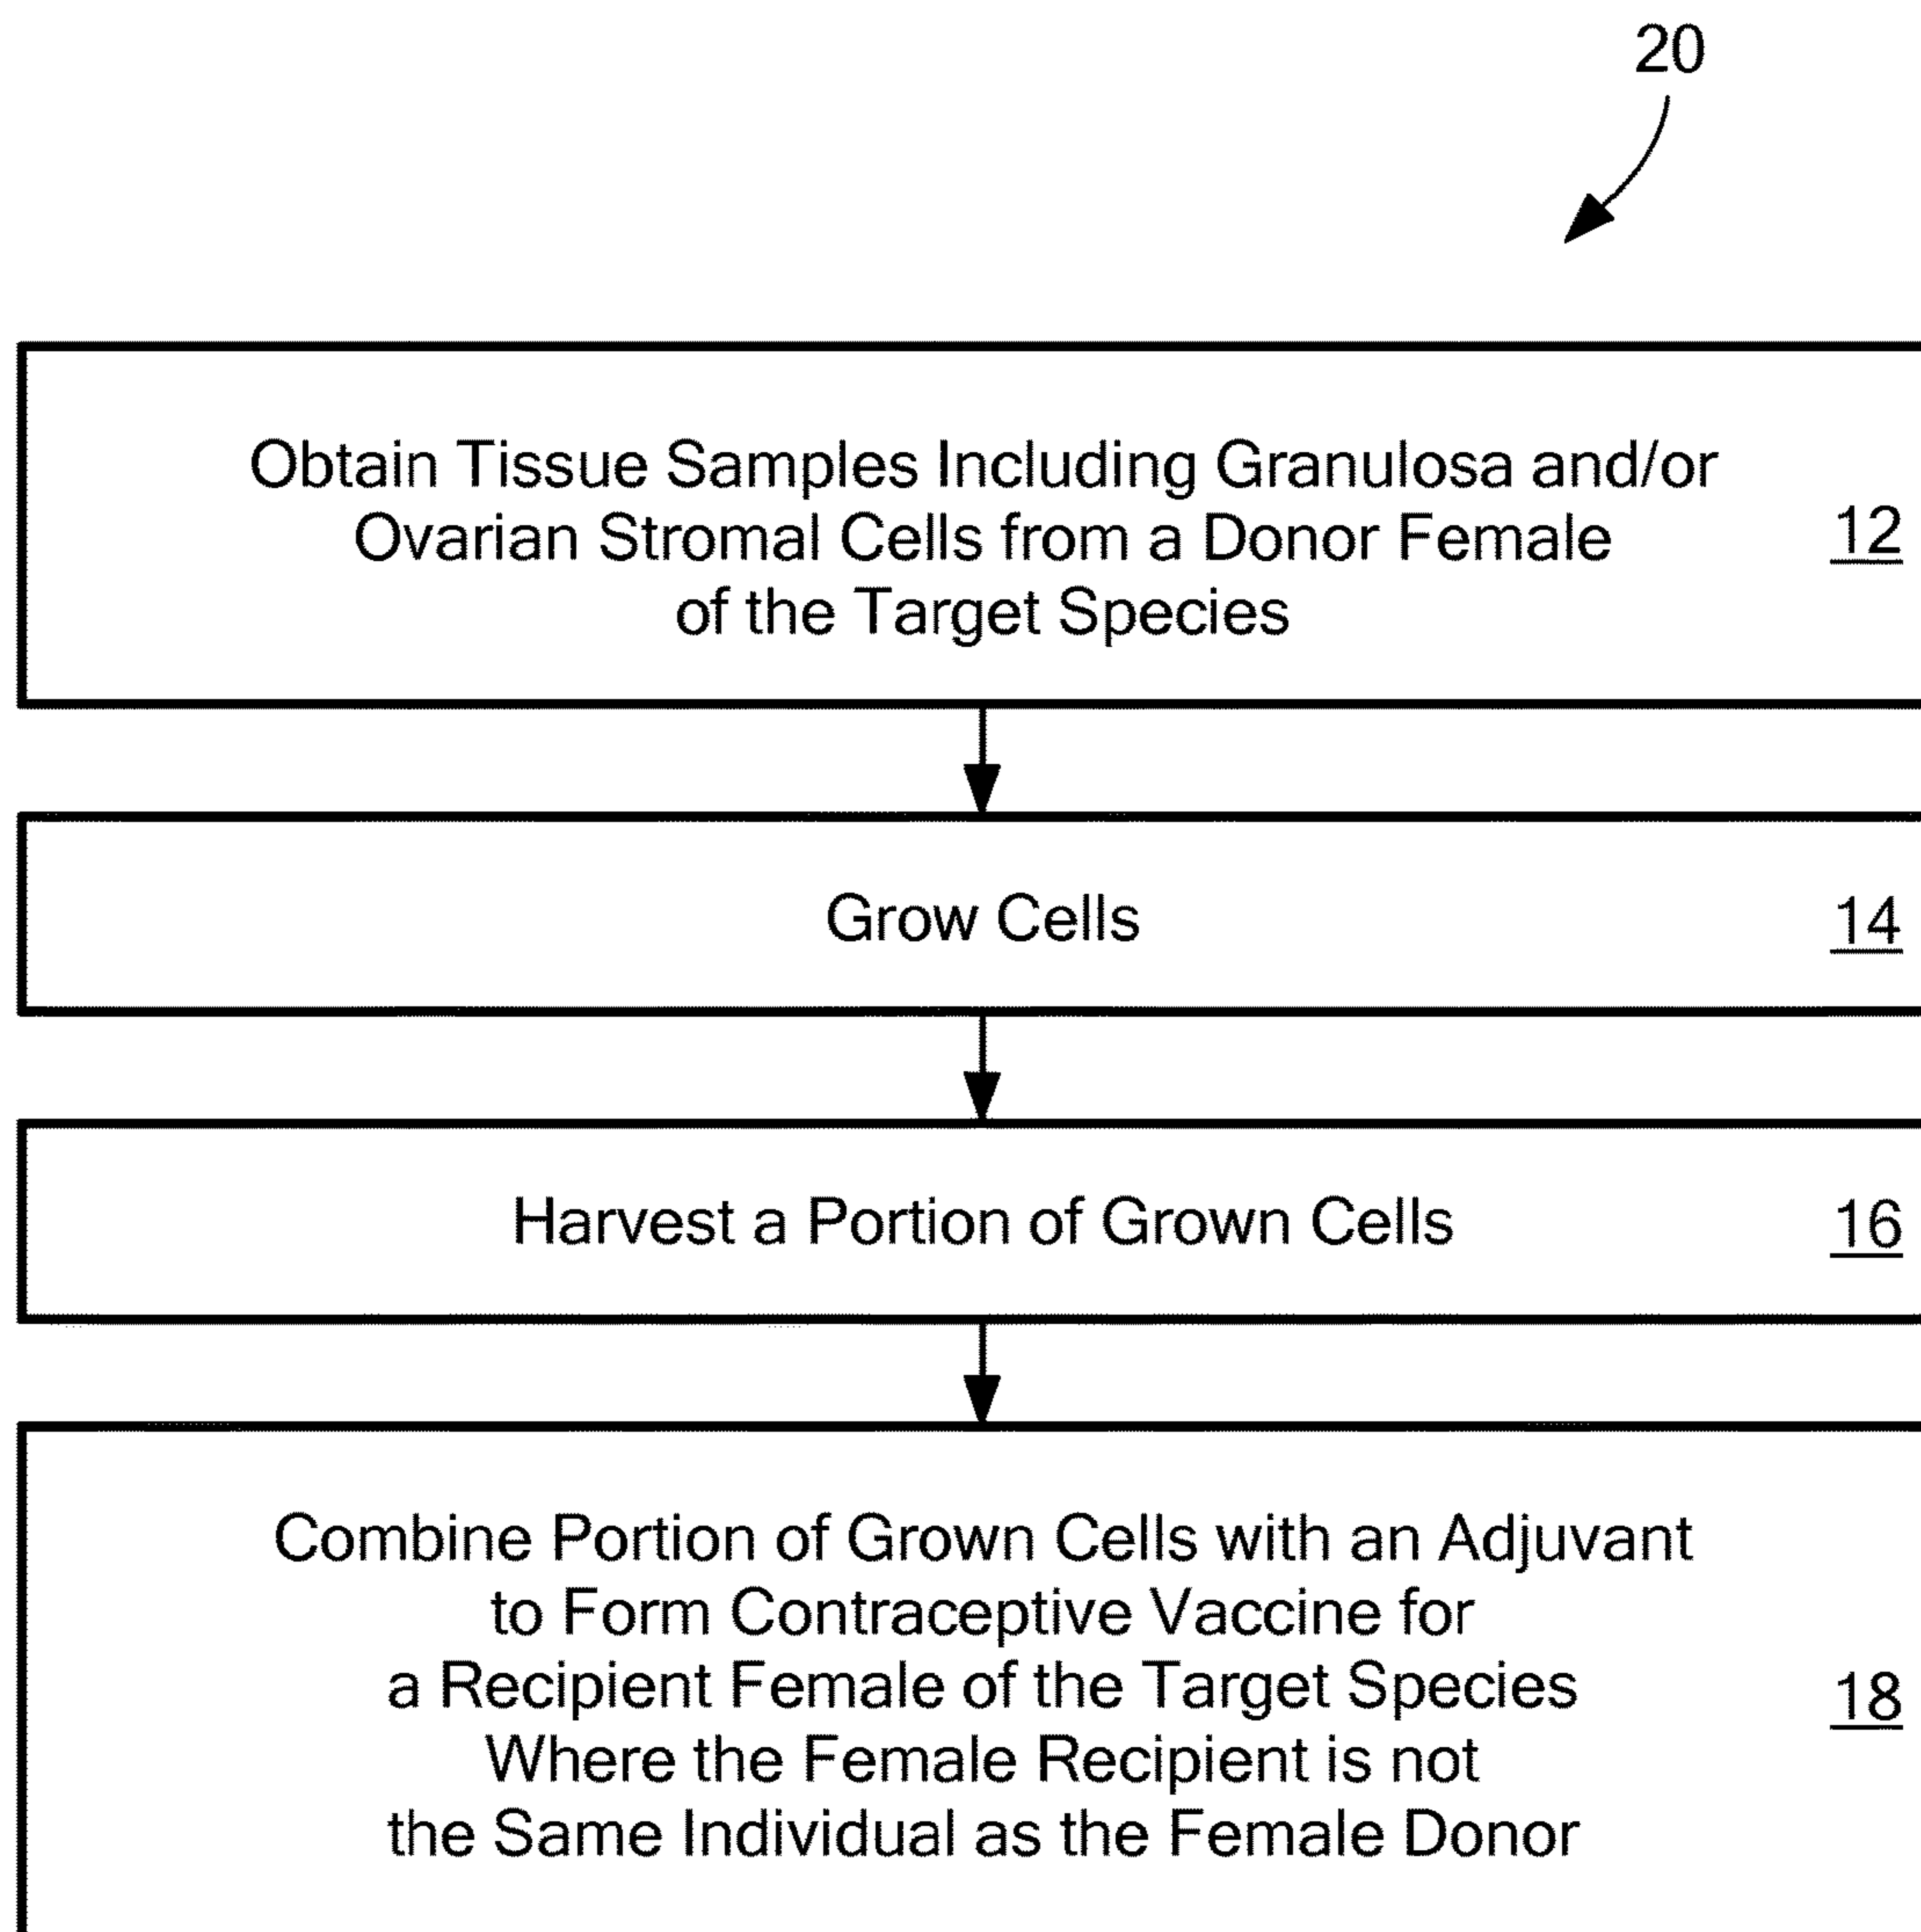 20
Obtain Tissue Samples Including Granulosa and/or
Ovarian Stromal Cells from a Donor Female
12
of the Target Species
Grow Cells
14
Harvest a Portion of Grown Cells
16
Combine Portion of Grown Cells with an Adjuvant
to Form Contraceptive Vaccine for
a Recipient Female of the Target Species
18
Where the Female Recipient is not
the Same Individual as the Female Donor